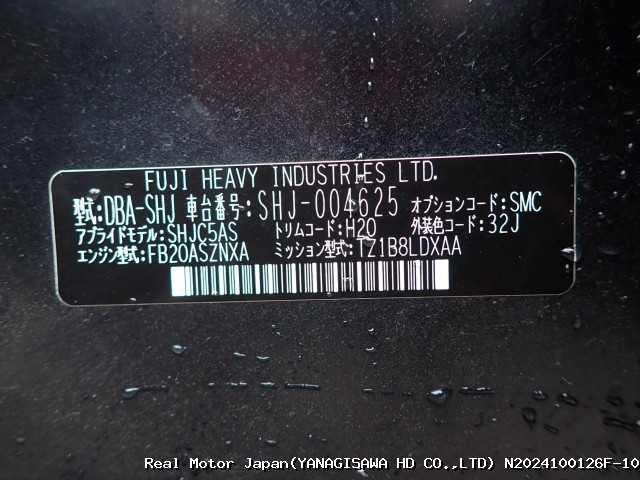 FUJI HEAVY INDUSTRIES LTD.
型式:DBA-SHJ 車台番号:SHJ-004625 オプションコード:SMC
アプライドモデル:SHJC5AS トリムコード:H20 外装色コード:32J
エンジン型式:FB20ASZNXA ミッション型式:TZ1B8LDXAA
Real Motor Japan(YANAGISAWA HD CO.,LTD) N2024100126F-10